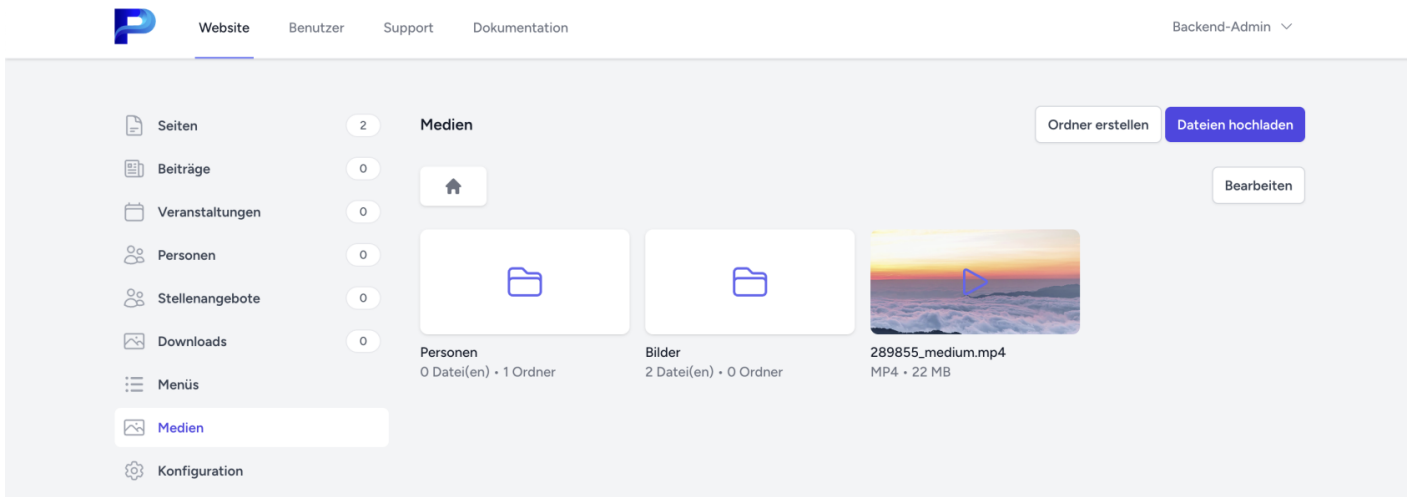 Website
Benutzer
Support
Dokumentation
Backend-Admin
Seiten
2
Beiträge
0
Veranstaltungen
0
Personen
0
Stellenangebote
0
Downloads
0
Menüs
Medien
Konfiguration
Medien
Ordner erstellen
Dateien hochladen
Bearbeiten
Personen
0 Datei(en) • 1 Ordner
Bilder
2 Datei(en) • 0 Ordner
289855_medium.mp4
MP4 • 22 MB